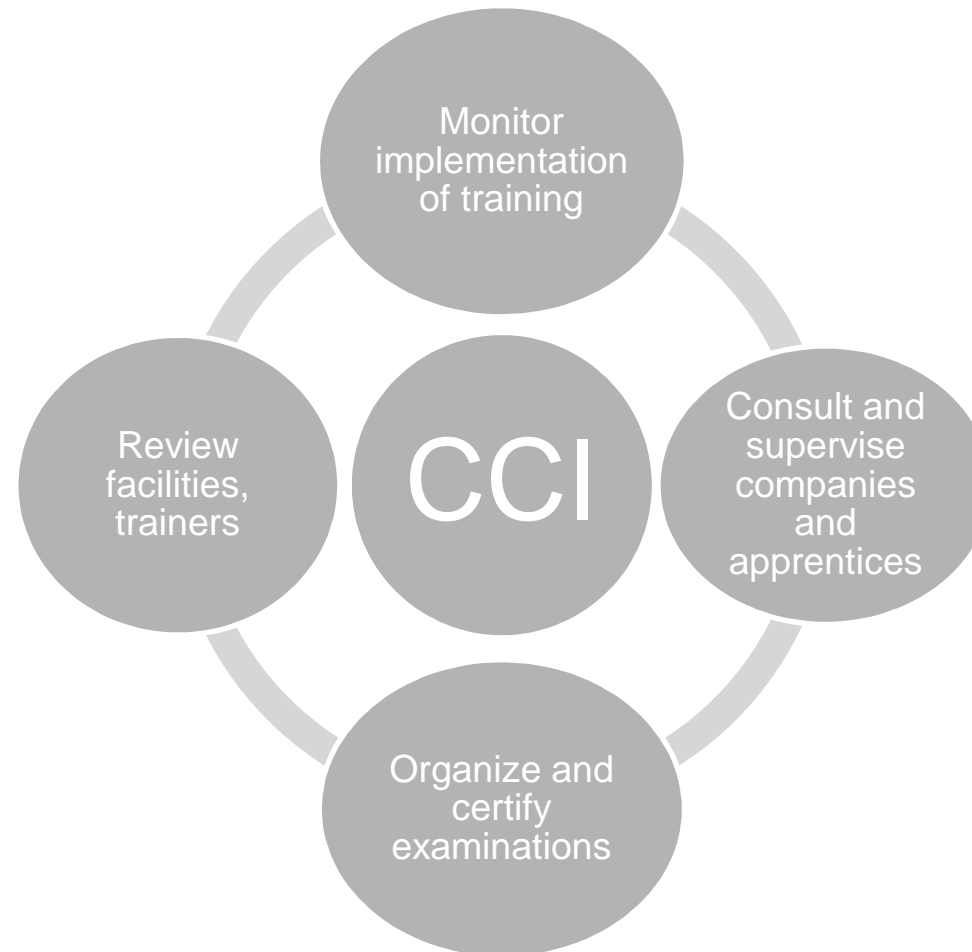 Monitor
implementation
of training
Review
facilities,
trainers
CCI
Consult and
supervise
companies
and
apprentices
Organize and
certify
examinations